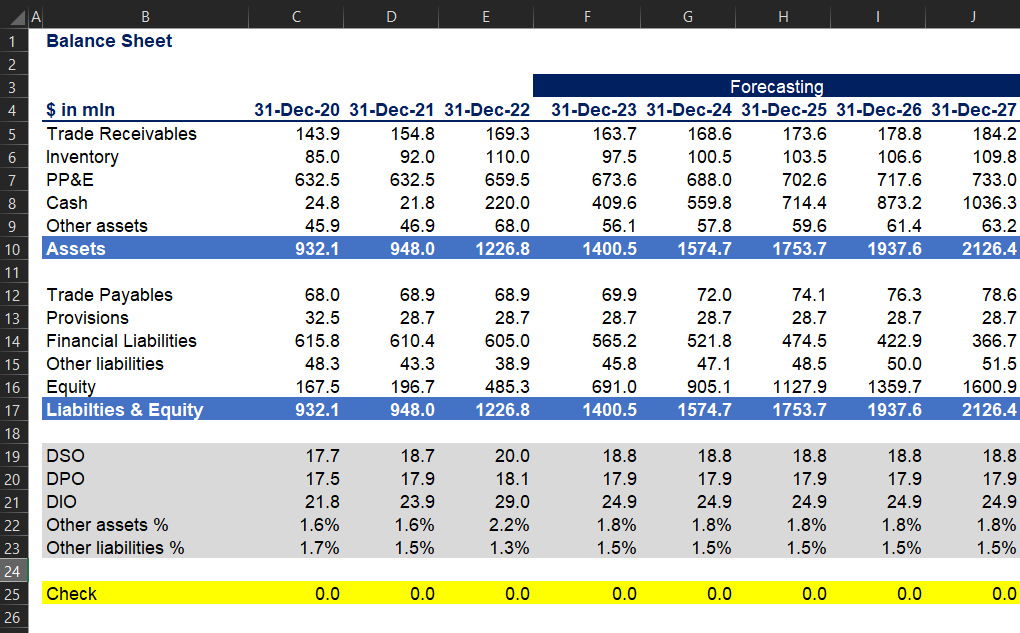 A B C D E F G H I J
1 Balance Sheet
2
3 Forecasting
4 $ in mln 31-Dec-20 31-Dec-21 31-Dec-22 31-Dec-23 31-Dec-24 31-Dec-25 31-Dec-26 31-Dec-27
5 Trade Receivables 143.9 154.8 169.3 163.7 168.6 173.6 178.8 184.2
6 Inventory 85.0 92.0 110.0 97.5 100.5 103.5 106.6 109.8
7 PP&E 632.5 632.5 659.5 673.6 688.0 702.6 717.6 733.0
8 Cash 24.8 21.8 220.0 409.6 559.8 714.4 873.2 1036.3
9 Other assets 45.9 46.9 68.0 56.1 57.8 59.6 61.4 63.2
10 Assets 932.1 948.0 1226.8 1400.5 1574.7 1753.7 1937.6 2126.4
11
12 Trade Payables 68.0 68.9 68.9 69.9 72.0 74.1 76.3 78.6
13 Provisions 32.5 28.7 28.7 28.7 28.7 28.7 28.7 28.7
14 Financial Liabilities 615.8 610.4 605.0 565.2 521.8 474.5 422.9 366.7
15 Other liabilities 48.3 43.3 38.9 45.8 47.1 48.5 50.0 51.5
16 Equity 167.5 196.7 485.3 691.0 905.1 1127.9 1359.7 1600.9
17 Liabilties & Equity 932.1 948.0 1226.8 1400.5 1574.7 1753.7 1937.6 2126.4
18
19 DSO 17.7 18.7 20.0 18.8 18.8 18.8 18.8 18.8
20 DPO 17.5 17.9 18.1 17.9 17.9 17.9 17.9 17.9
21 DIO 21.8 23.9 29.0 24.9 24.9 24.9 24.9 24.9
22 Other assets % 1.6% 1.6% 2.2% 1.8% 1.8% 1.8% 1.8% 1.8%
23 Other liabilities % 1.7% 1.5% 1.3% 1.5% 1.5% 1.5% 1.5% 1.5%
24
25 Check 0.0 0.0 0.0 0.0 0.0 0.0 0.0 0.0
26